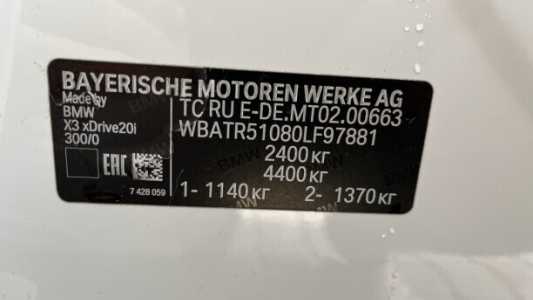 BAYERISCHE MOTOREN WERKE AG
Made by
BMW
X3 xDrive20i
300/0
TC RU E-DE.MT02.00663
WBATR51080LF97881
2400 кг
4400 кг
1- 1140 кг 2- 1370 кг
EAC
7 428 059